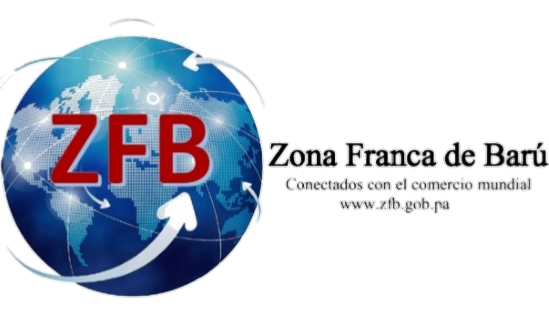 ZFB
Zona Franca de Barú
Conectados con el comercio mundial
www.zfb.gob.pa